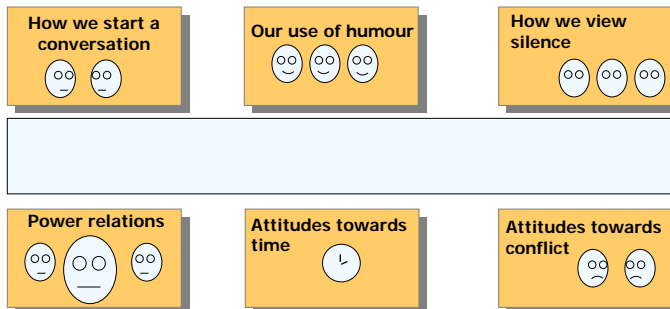 How we start a
conversation
Our use of humour
How we view
silence
Power relations
Attitudes towards
time
Attitudes towards
conflict